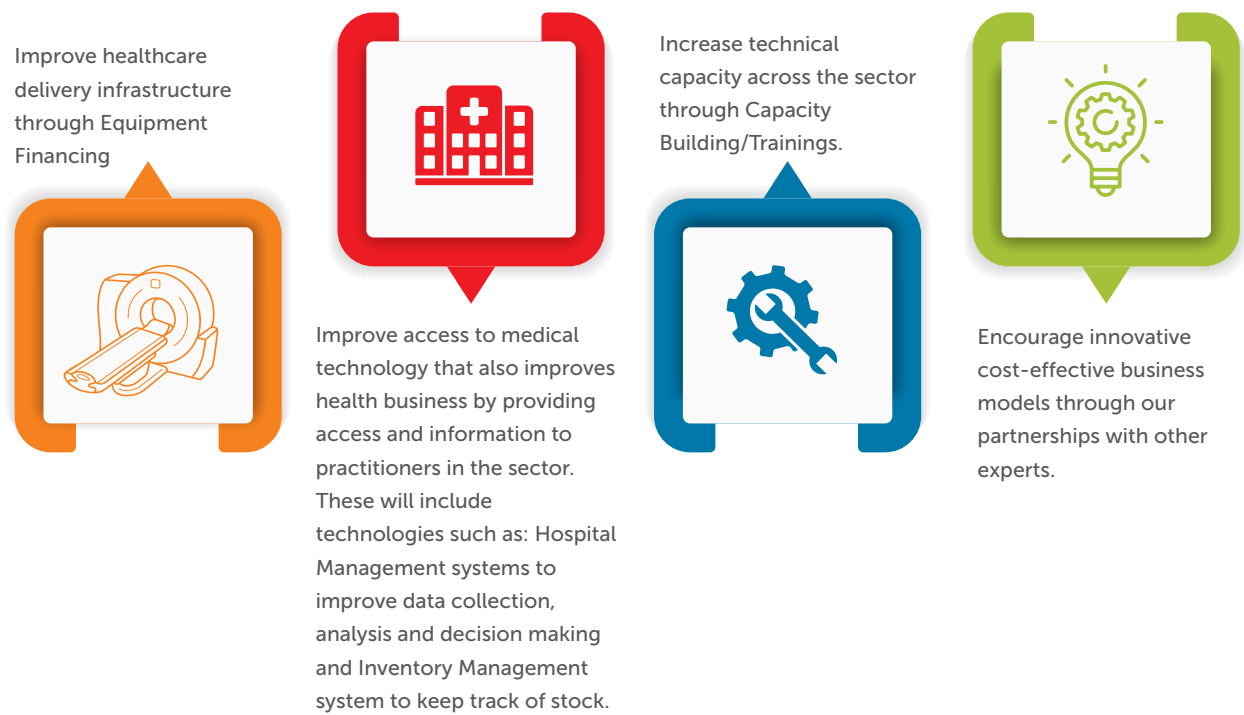 Improve healthcare
delivery infrastructure
through Equipment
Financing
Improve access to medical
technology that also improves
health business by providing
access and information to
practitioners in the sector.
These will include
technologies such as: Hospital
Management systems to
improve data collection,
analysis and decision making
and Inventory Management
system to keep track of stock.
Increase technical
capacity across the sector
through Capacity
Building/Trainings.
Encourage innovative
cost-effective business
models through our
partnerships with other
experts.